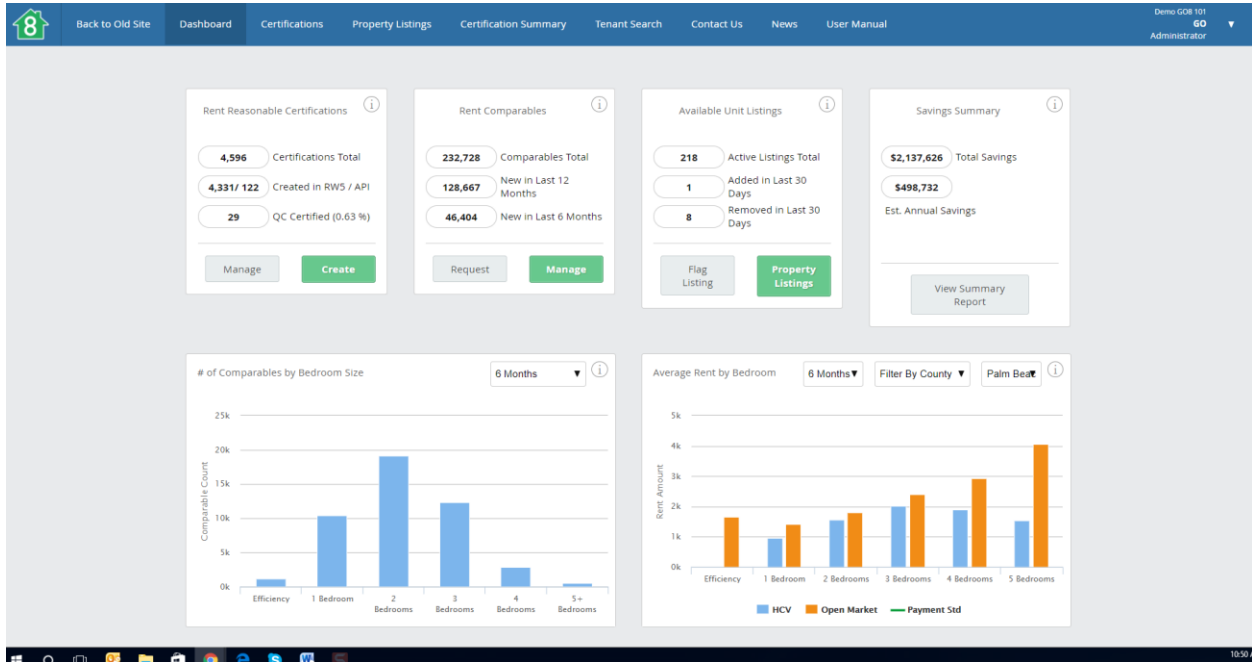 8
Back to Old Site
Dashboard
Certifications
Property Listings
Certification Summary
Tenant Search
Contact Us
News
User Manual
Demo GO8 101
GO
Administrator
Rent Reasonable Certifications
4,596 Certifications Total
4,331/ 122 Created in RW5 / API
29 QC Certified (0.63 %)
Manage
Create
Rent Comparables
232,728 Comparables Total
128,667 New in Last 12
Months
46,404 New in Last 6 Months
Request
Manage
Available Unit Listings
218 Active Listings Total
1 Added in Last 30
Days
8 Removed in Last 30
Days
Flag
Listing
Property
Listings
Savings Summary
$2,137,626 Total Savings
$498,732
Est. Annual Savings
View Summary
Report
# of Comparables by Bedroom Size
6 Months
25k
20k
15k
10k
5k
0k
Comparable Count
Efficiency
1 Bedroom
2
Bedrooms
3
Bedrooms
4
Bedrooms
5+
Bedrooms
Average Rent by Bedroom
6 Months
Filter By County
Palm Bea
5k
4k
3k
2k
1k
0k
Rent Amount
Efficiency
1 Bedroom
2 Bedrooms
3 Bedrooms
4 Bedrooms
5 Bedrooms
HCV
Open Market
Payment Std
10:50